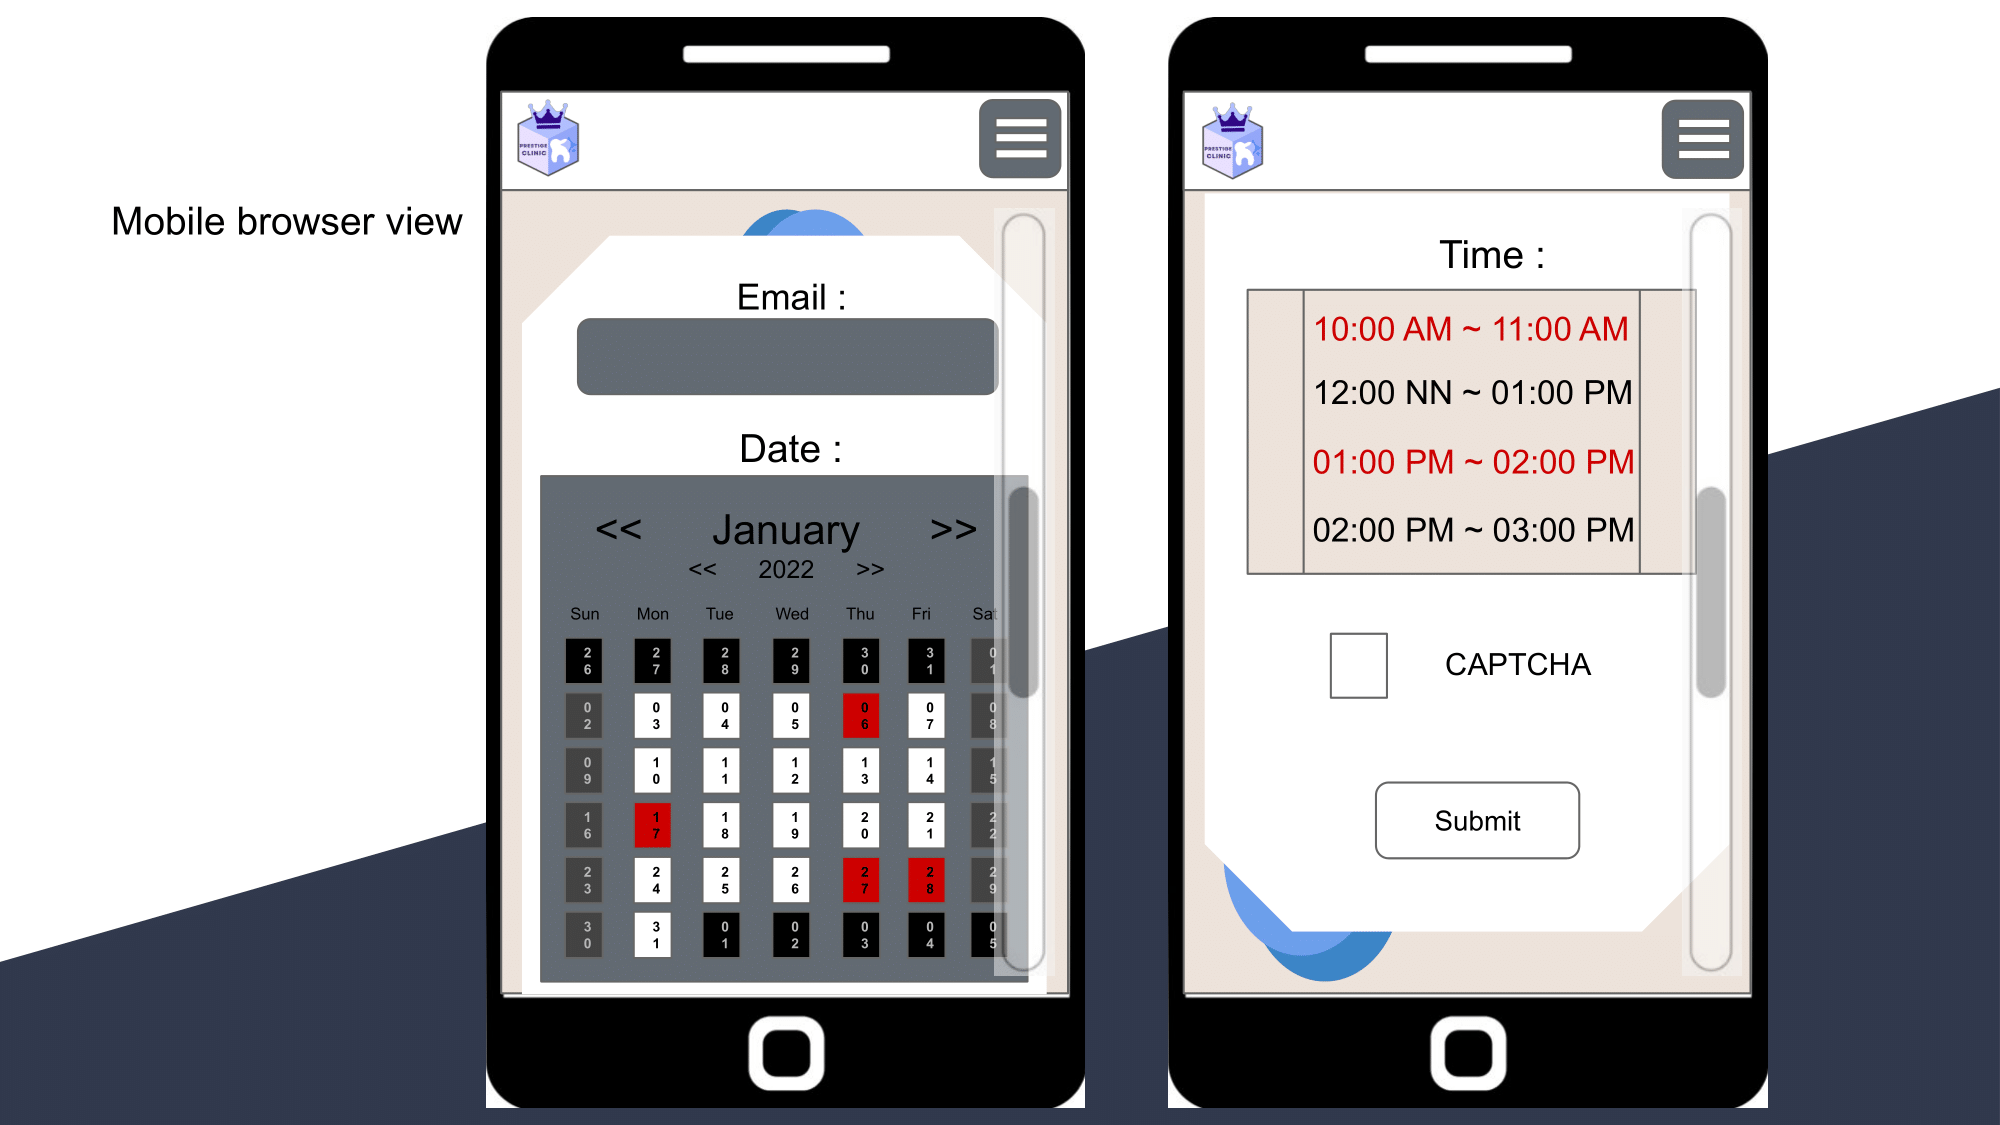 Mobile browser view
PRESTIGE
CLINIC
Email :
Date :
<< January >>
<< 2022 >>
Sun Mon Tue Wed Thu Fri Sat
26 27 28 29 30 31 01
02 03 04 05 06 07 08
09 10 11 12 13 14 15
16 17 18 19 20 21 22
23 24 25 26 27 28 29
30 31 01 02 03 04 05
PRESTIGE
CLINIC
Time :
10:00 AM ~ 11:00 AM
12:00 NN ~ 01:00 PM
01:00 PM ~ 02:00 PM
02:00 PM ~ 03:00 PM
CAPTCHA
Submit